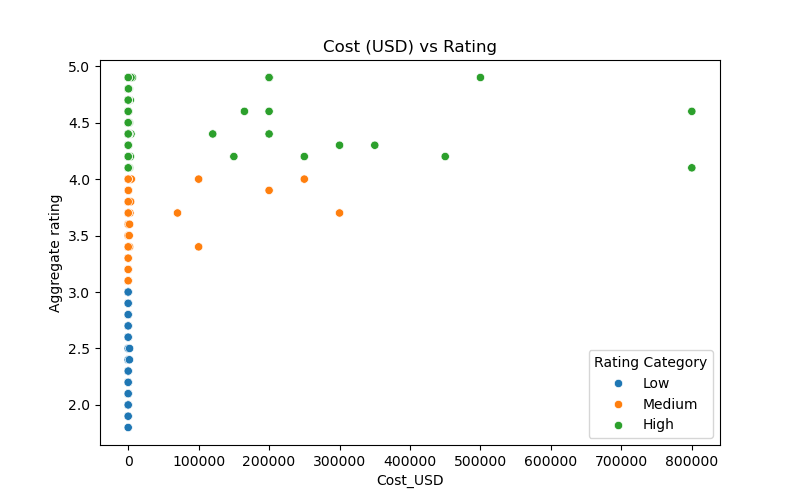 Cost (USD) vs Rating
Aggregate rating
5.0
4.5
4.0
3.5
3.0
2.5
2.0
Rating Category
Low
Medium
High
0 100000 200000 300000 400000 500000 600000 700000 800000
Cost_USD